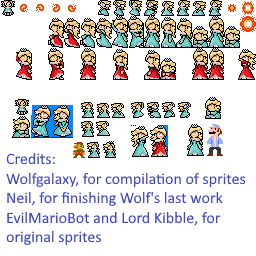 Credits:
Wolfgalaxy, for compilation of sprites
Neil, for finishing Wolf's last work
EvilMarioBot and Lord Kibble, for
original sprites